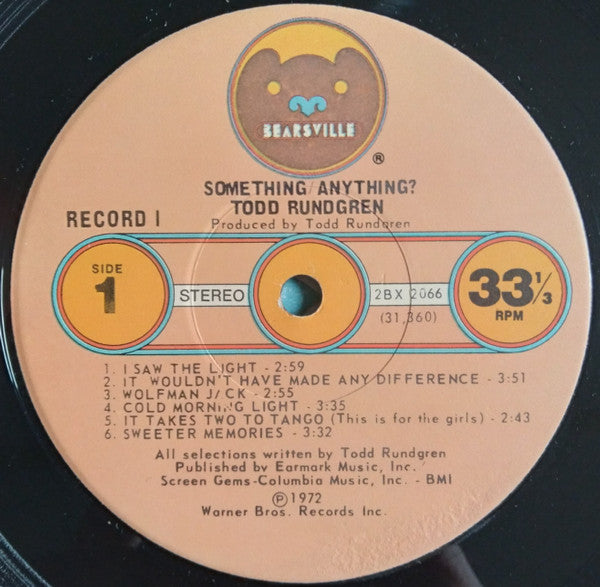 BEARSVILLE
®
SOMETHING/ANYTHING?
TODD RUNDGREN
RECORD 1
Produced by Todd Rundgren
SIDE
1
STEREO
2BX 2066
(31,360)
33 1/3
RPM
1. I SAW THE LIGHT - 2:59
2. IT WOULDN'T HAVE MADE ANY DIFFERENCE - 3:51
3. WOLFMAN JACK - 2:55
4. COLD MORNING LIGHT - 3:35
5. IT TAKES TWO TO TANGO (This is for the girls) - 2:43
6. SWEETER MEMORIES - 3:32
All selections written by Todd Rundgren
Published by Earmark Music, Inc./
Screen Gems-Columbia Music, Inc. - BMI
℗ 1972
Warner Bros. Records Inc.